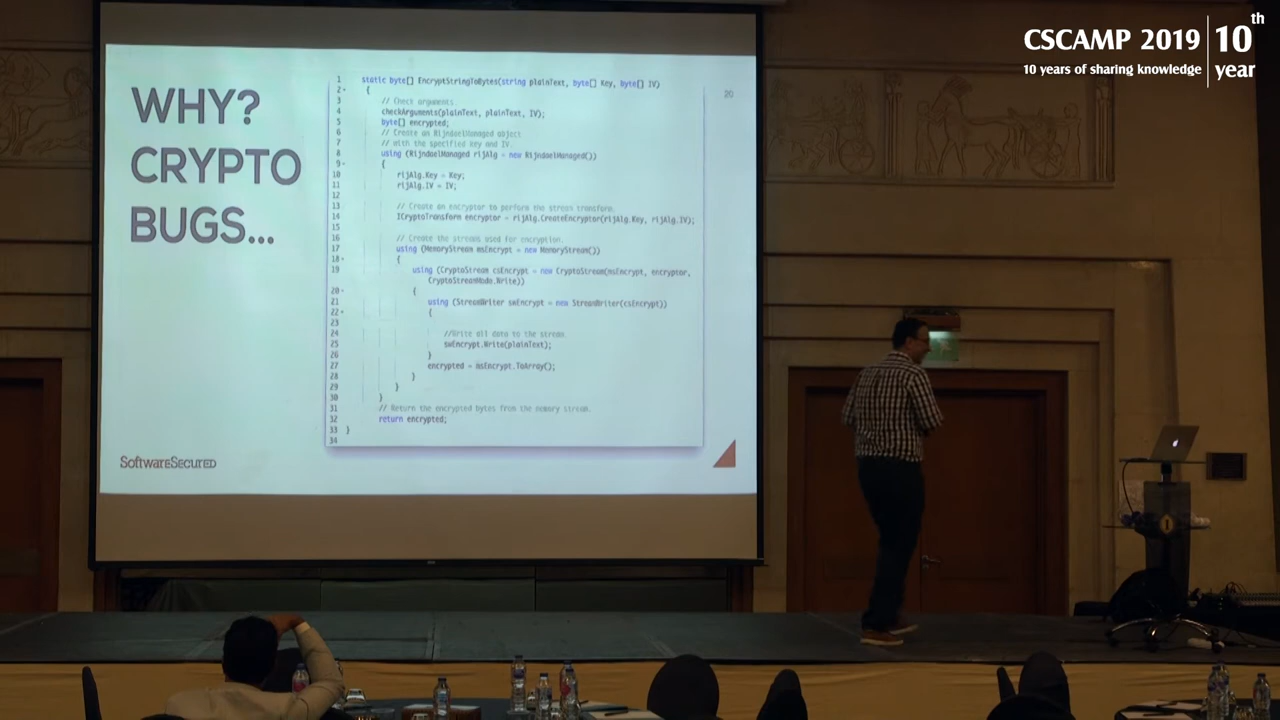 CSCAMP 2019
10 years of sharing knowledge
10th
year
WHY?
CRYPTO
BUGS...
20
1 static byte[] EncryptStringToBytes(string plainText, byte[] Key, byte[] IV)
2 {
3 // Check arguments.
4 checkArguments(plainText, plainText, IV);
5 byte[] encrypted;
6 // Create an RijndaelManaged object
7 // with the specified key and IV.
8 using (RijndaelManaged rijAlg = new RijndaelManaged())
9 {
10 rijAlg.Key = Key;
11 rijAlg.IV = IV;
12
13 // Create an encryptor to perform the stream transform.
14 ICryptoTransform encryptor = rijAlg.CreateEncryptor(rijAlg.Key, rijAlg.IV);
15
16 // Create the streams used for encryption.
17 using (MemoryStream msEncrypt = new MemoryStream())
18 {
19 using (CryptoStream csEncrypt = new CryptoStream(msEncrypt, encryptor,
CryptoStreamMode.Write))
20 {
21 using (StreamWriter swEncrypt = new StreamWriter(csEncrypt))
22 {
23
24 //Write all data to the stream.
25 swEncrypt.Write(plainText);
26 }
27 encrypted = msEncrypt.ToArray();
28 }
29 }
30 }
31 // Return the encrypted bytes from the memory stream.
32 return encrypted;
33 }
34
SoftwareSecured